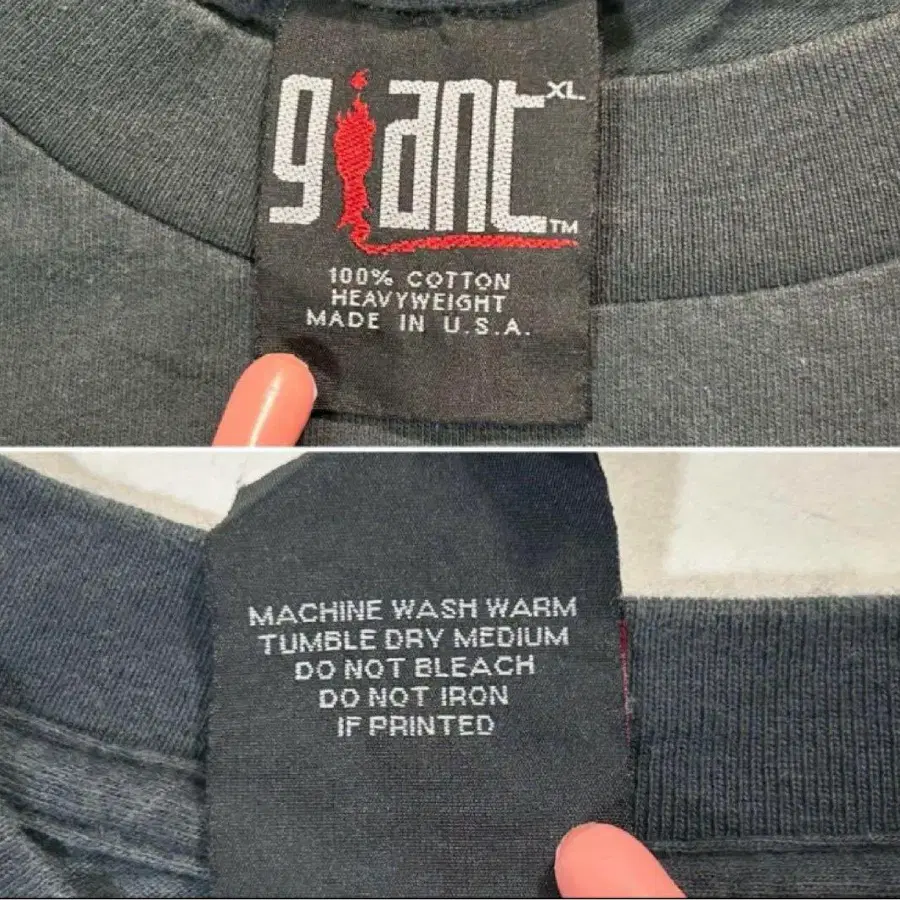 giant XL
TM
100% COTTON
HEAVYWEIGHT
MADE IN U.S.A.
MACHINE WASH WARM
TUMBLE DRY MEDIUM
DO NOT BLEACH
DO NOT IRON
IF PRINTED